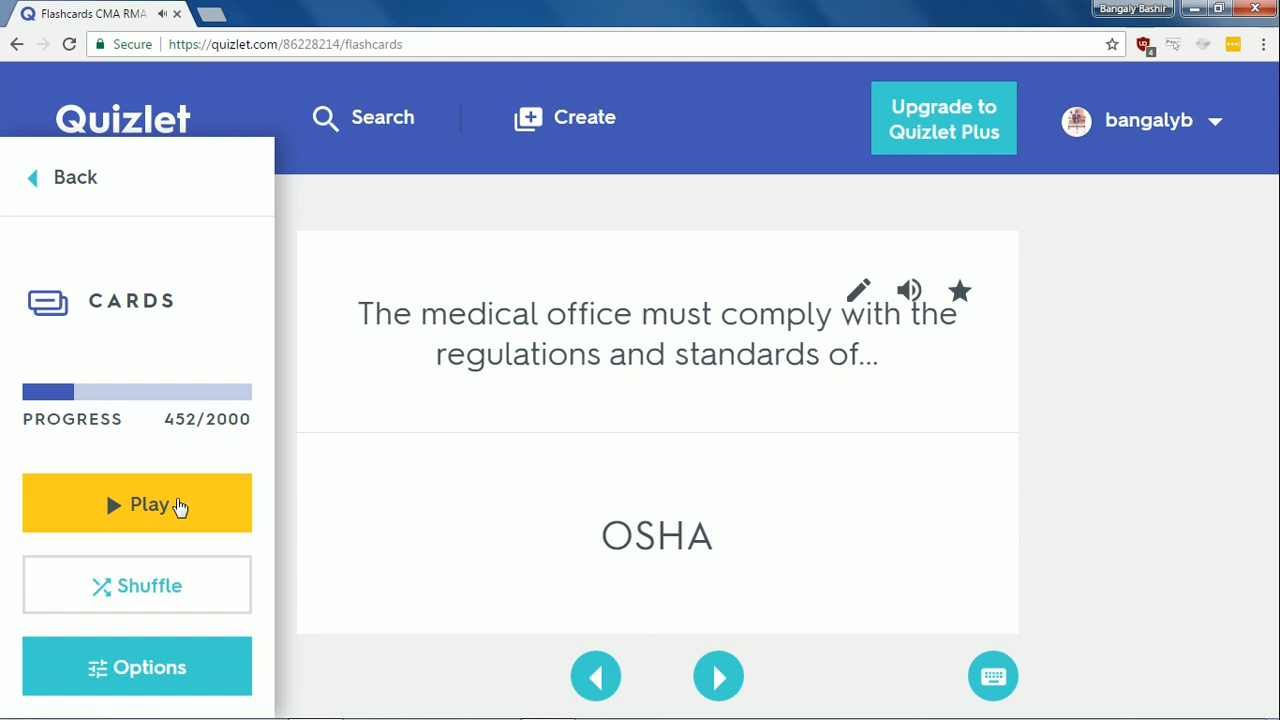 Flashcards CMA RMA
Bangaly Bashir
Secure
https://quizlet.com/86228214/flashcards
4
Quizlet
Search
Create
Upgrade to
Quizlet Plus
bangalyb
Back
CARDS
PROGRESS 452/2000
Play
Shuffle
Options
The medical office must comply with the
regulations and standards of...
OSHA